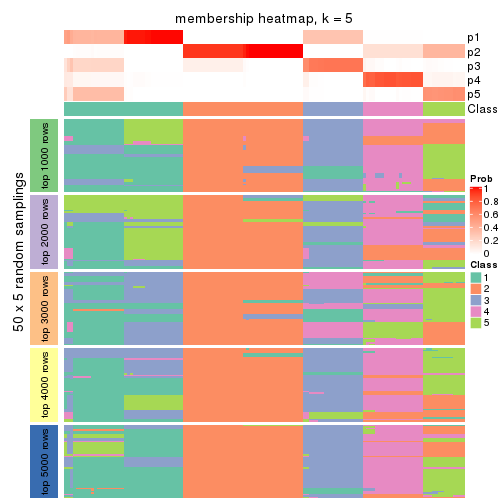 membership heatmap, k = 5
p1
p2
p3
p4
p5
Class
50 x 5 random samplings
top 1000 rows
top 2000 rows
top 3000 rows
top 4000 rows
top 5000 rows
Prob
1
0.8
0.6
0.4
0.2
0
Class
1
2
3
4
5